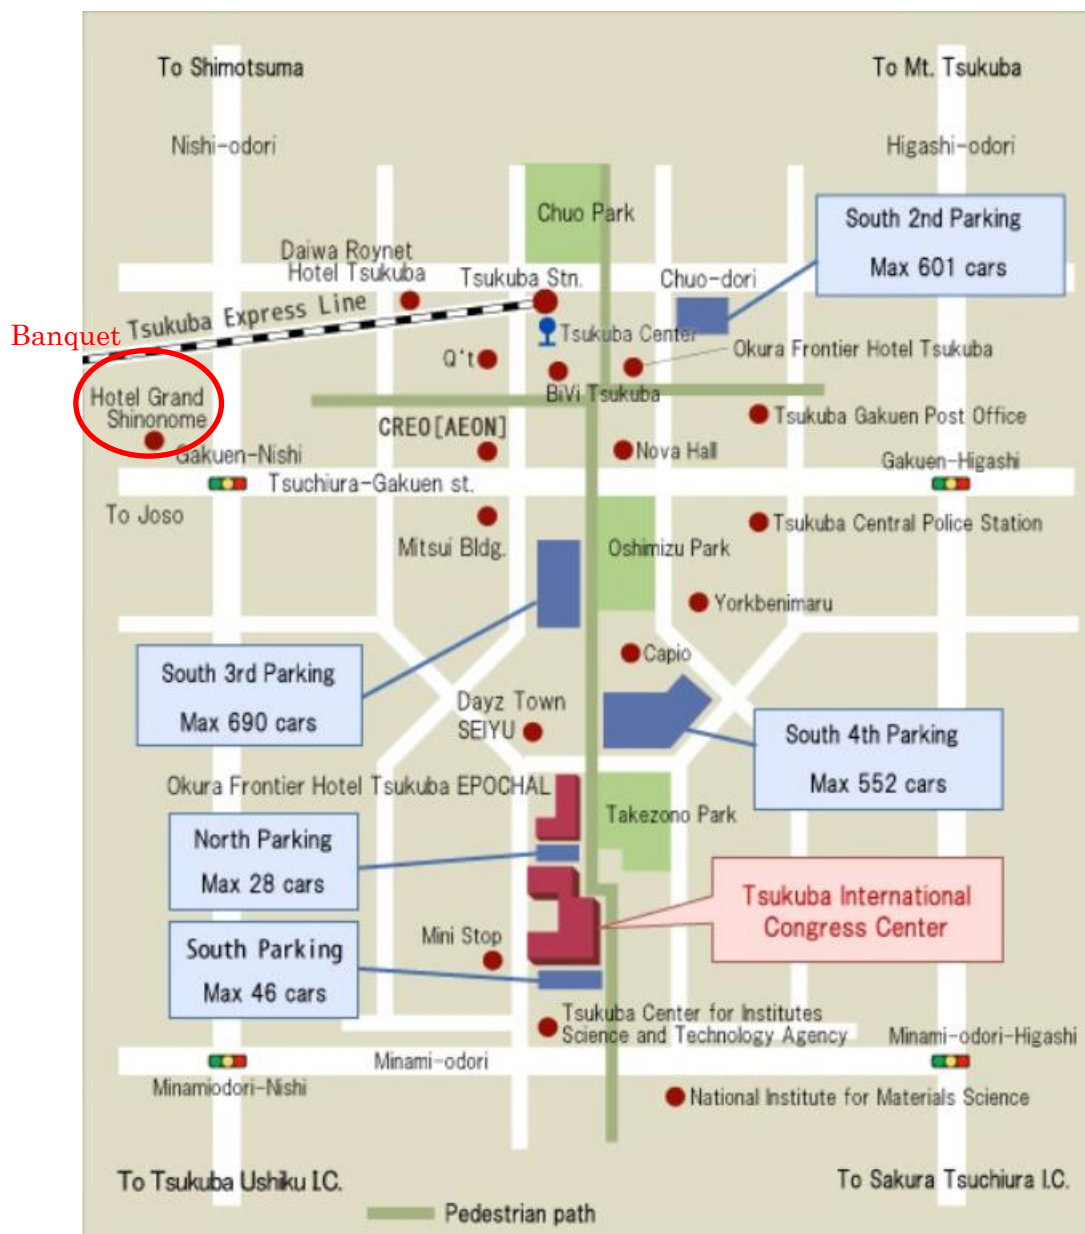 To Shimotsuma
To Mt. Tsukuba
Nishi-odori
Higashi-odori
Chuo Park
South 2nd Parking
Max 601 cars
Daiwa Roynet
Hotel Tsukuba
Tsukuba Stn.
Chuo-dori
Banquet
Tsukuba Express Line
Tsukuba Center
Okura Frontier Hotel Tsukuba
Q't
BiVi Tsukuba
Hotel Grand
Shinonome
CREO[AEON]
Tsukuba Gakuen Post Office
Gakuen-Nishi
Nova Hall
Gakuen-Higashi
Tsuchiura-Gakuen st.
To Joso
Mitsui Bldg.
Oshimizu Park
Tsukuba Central Police Station
Yorkbenimaru
Capio
South 3rd Parking
Max 690 cars
Dayz Town
SEIYU
South 4th Parking
Max 552 cars
Okura Frontier Hotel Tsukuba EPOCHAL
Takezono Park
North Parking
Max 28 cars
Tsukuba International
Congress Center
Mini Stop
South Parking
Max 46 cars
Tsukuba Center for Institutes
Science and Technology Agency
Minami-odori
Minami-odori-Higashi
Minamiodori-Nishi
National Institute for Materials Science
To Tsukuba Ushiku I.C.
To Sakura Tsuchiura I.C.
Pedestrian path